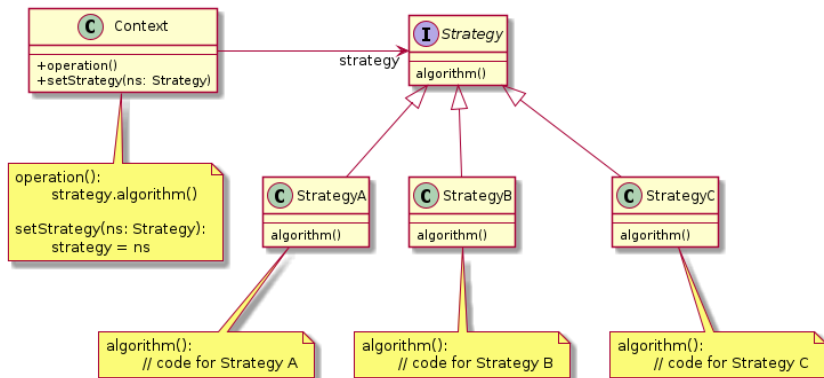 C Context
+operation()
+setStrategy(ns: Strategy)
strategy
I Strategy
algorithm()
operation():
strategy.algorithm()
setStrategy(ns: Strategy):
strategy = ns
C StrategyA
algorithm()
C StrategyB
algorithm()
C StrategyC
algorithm()
algorithm():
// code for Strategy A
algorithm():
// code for Strategy B
algorithm():
// code for Strategy C